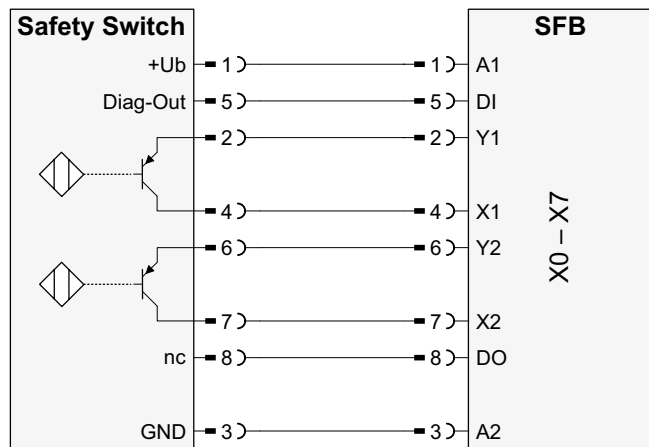 Safety Switch SFB
+Ub 1 1 A1
Diag-Out 5 5 DI
2 2 Y1
4 4 X1
6 6 Y2
7 7 X2
nc 8 8 DO
GND 3 3 A2
X0 – X7